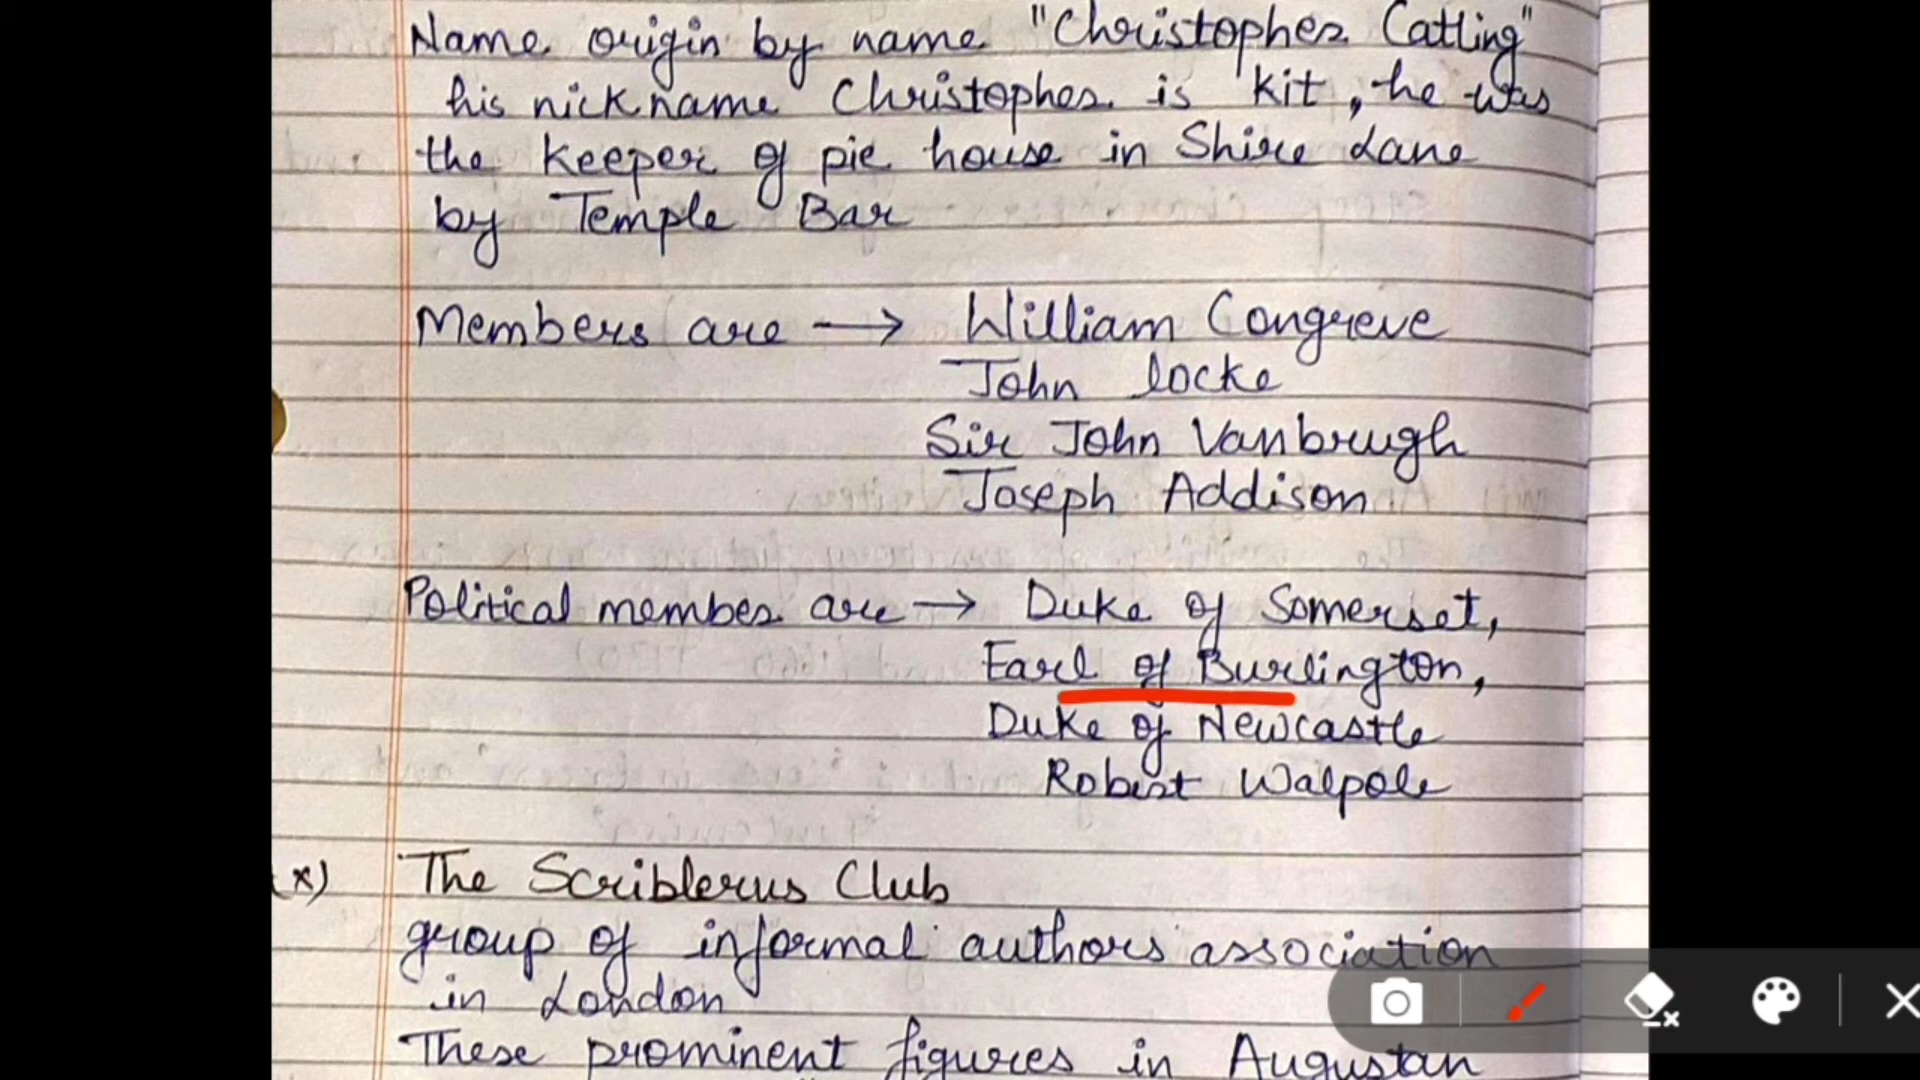 Name origin by name "Christopher Catling"
his nickname Christopher is Kit, he was
the keeper of pie house in Shire Lane
by Temple Bar
Members are → William Congreve
John locke
Sir John Vanbrugh
Joseph Addison
Political member are → Duke of Somerset,
Earl of Burlington,
Duke of Newcastle
Robert Walpole
(x) The Scriblerus Club
group of informal authors association
in London
These prominent figures in Augustan